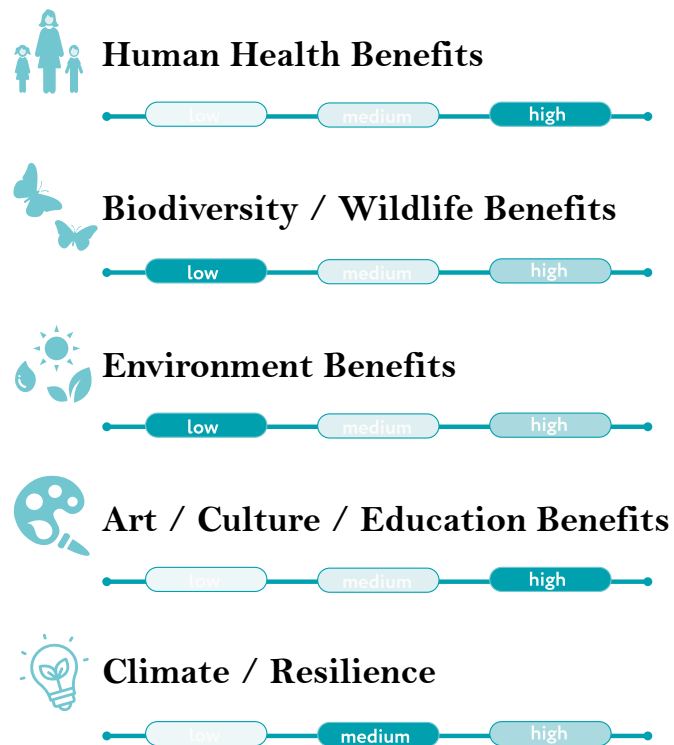 Human Health Benefits
low medium high
Biodiversity / Wildlife Benefits
low medium high
Environment Benefits
low medium high
Art / Culture / Education Benefits
low medium high
Climate / Resilience
low medium high